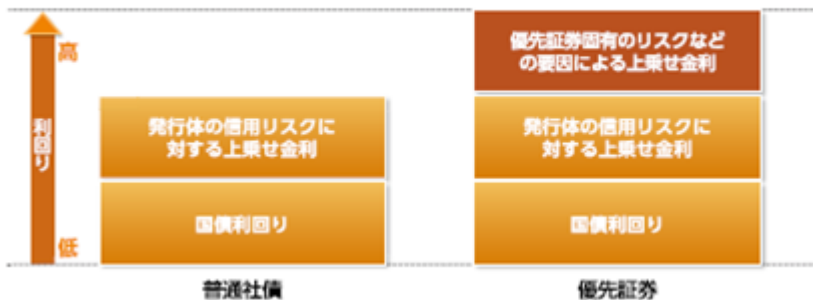 高
利回り
低
優先証券固有のリスクなど
の要因による上乗せ金利
発行体の信用リスクに
対する上乗せ金利
発行体の信用リスクに
対する上乗せ金利
国債利回り
国債利回り
普通社債
優先証券